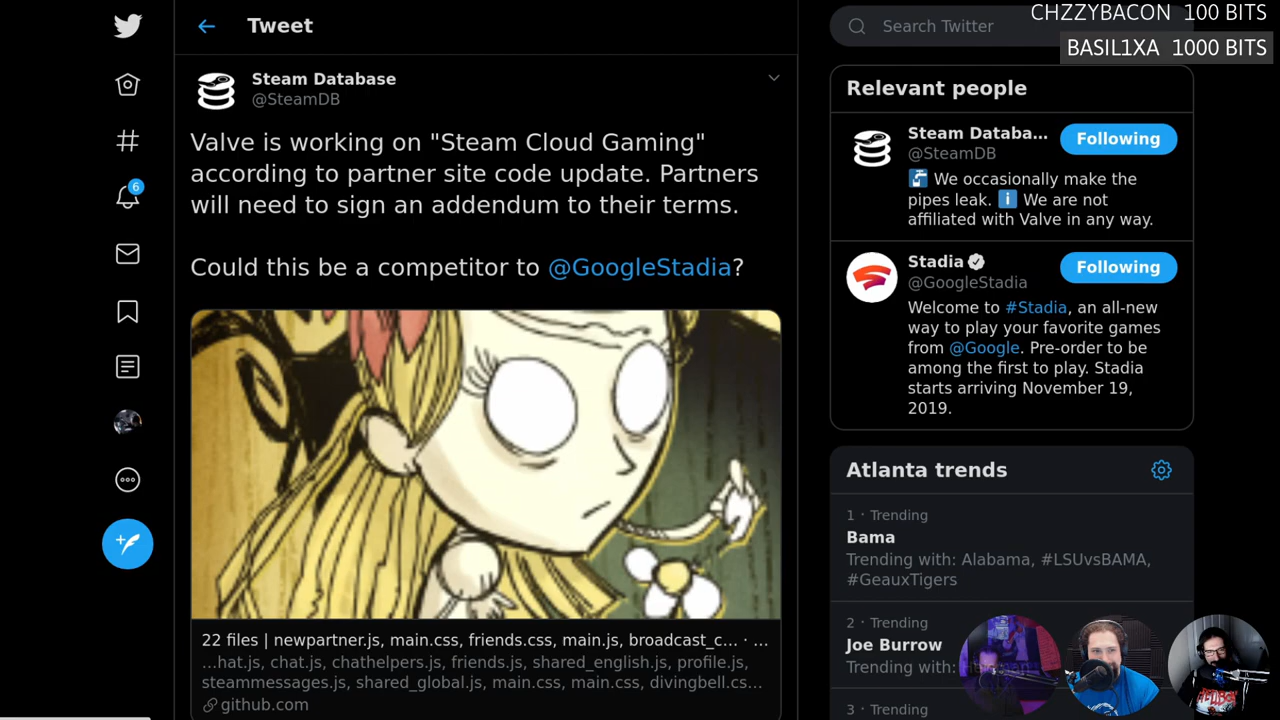 CHZZYBACON 100 BITS
BASIL1XA 1000 BITS
Tweet
Search Twitter
Steam Database
@SteamDB
Valve is working on "Steam Cloud Gaming"
according to partner site code update. Partners
will need to sign an addendum to their terms.
Could this be a competitor to @GoogleStadia?
22 files | newpartner.js, main.css, friends.css, main.js, broadcast_c... · ...
...hat.js, chat.js, chathelpers.js, friends.js, shared_english.js, profile.js,
steammessages.js, shared_global.js, main.css, main.css, divingbell.cs...
github.com
6
Relevant people
Steam Databa...
Following
@SteamDB
We occasionally make the
pipes leak. ℹ️ We are not
affiliated with Valve in any way.
Stadia
Following
@GoogleStadia
Welcome to #Stadia, an all-new
way to play your favorite games
from @Google. Pre-order to be
among the first to play. Stadia
starts arriving November 19,
2019.
Atlanta trends
1 · Trending
Bama
Trending with: Alabama, #LSUvsBAMA,
#GeauxTigers
2 · Trending
Joe Burrow
Trending with:
3 · Trending